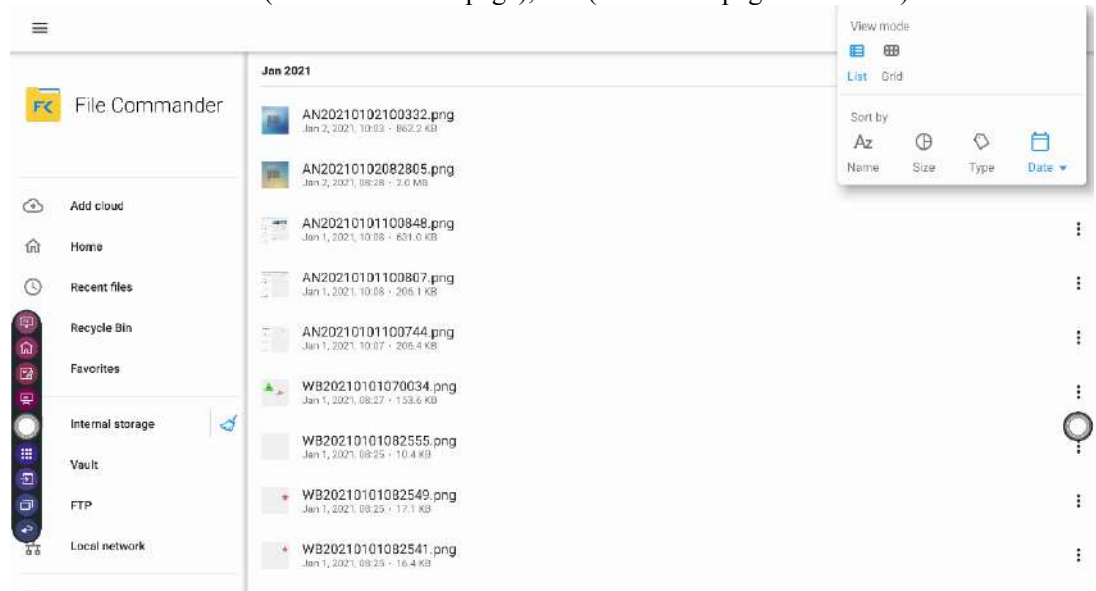 View mode
List Grid
Sort by
Az
Name Size Type Date
FK File Commander
Add cloud
Home
Recent files
Recycle Bin
Favorites
Internal storage
Vault
FTP
Local network
Jan 2021
AN20210102100332.png
Jan 2, 2021, 10:03 - 862.2 KB
AN20210102082805.png
Jan 2, 2021, 08:28 - 2.0 MB
AN20210101100848.png
Jan 1, 2021, 10:08 - 631.0 KB
AN20210101100807.png
Jan 1, 2021, 10:08 - 206.1 KB
AN20210101100744.png
Jan 1, 2021, 10:07 - 206.4 KB
WB20210101070034.png
Jan 1, 2021, 08:27 - 153.6 KB
WB20210101082555.png
Jan 1, 2021, 08:25 - 10.4 KB
WB20210101082549.png
Jan 1, 2021, 08:25 - 17.1 KB
WB20210101082541.png
Jan 1, 2021, 08:25 - 16.4 KB